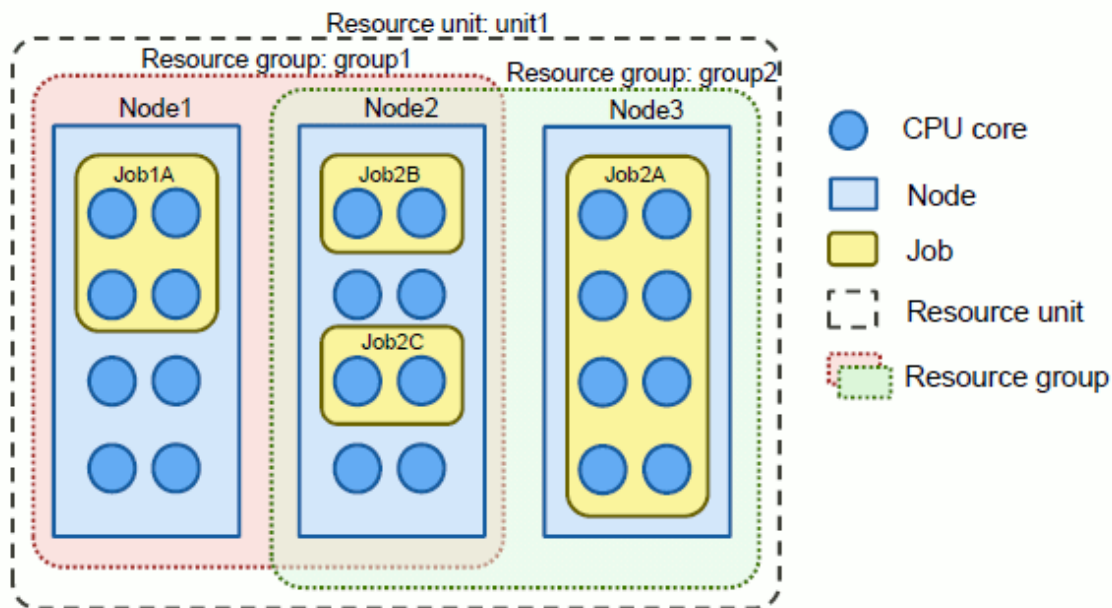 Resource unit: unit1
Resource group: group1
Resource group: group2
Node1
Node2
Node3
Job1A
Job2B
Job2A
Job2C
CPU core
Node
Job
Resource unit
Resource group